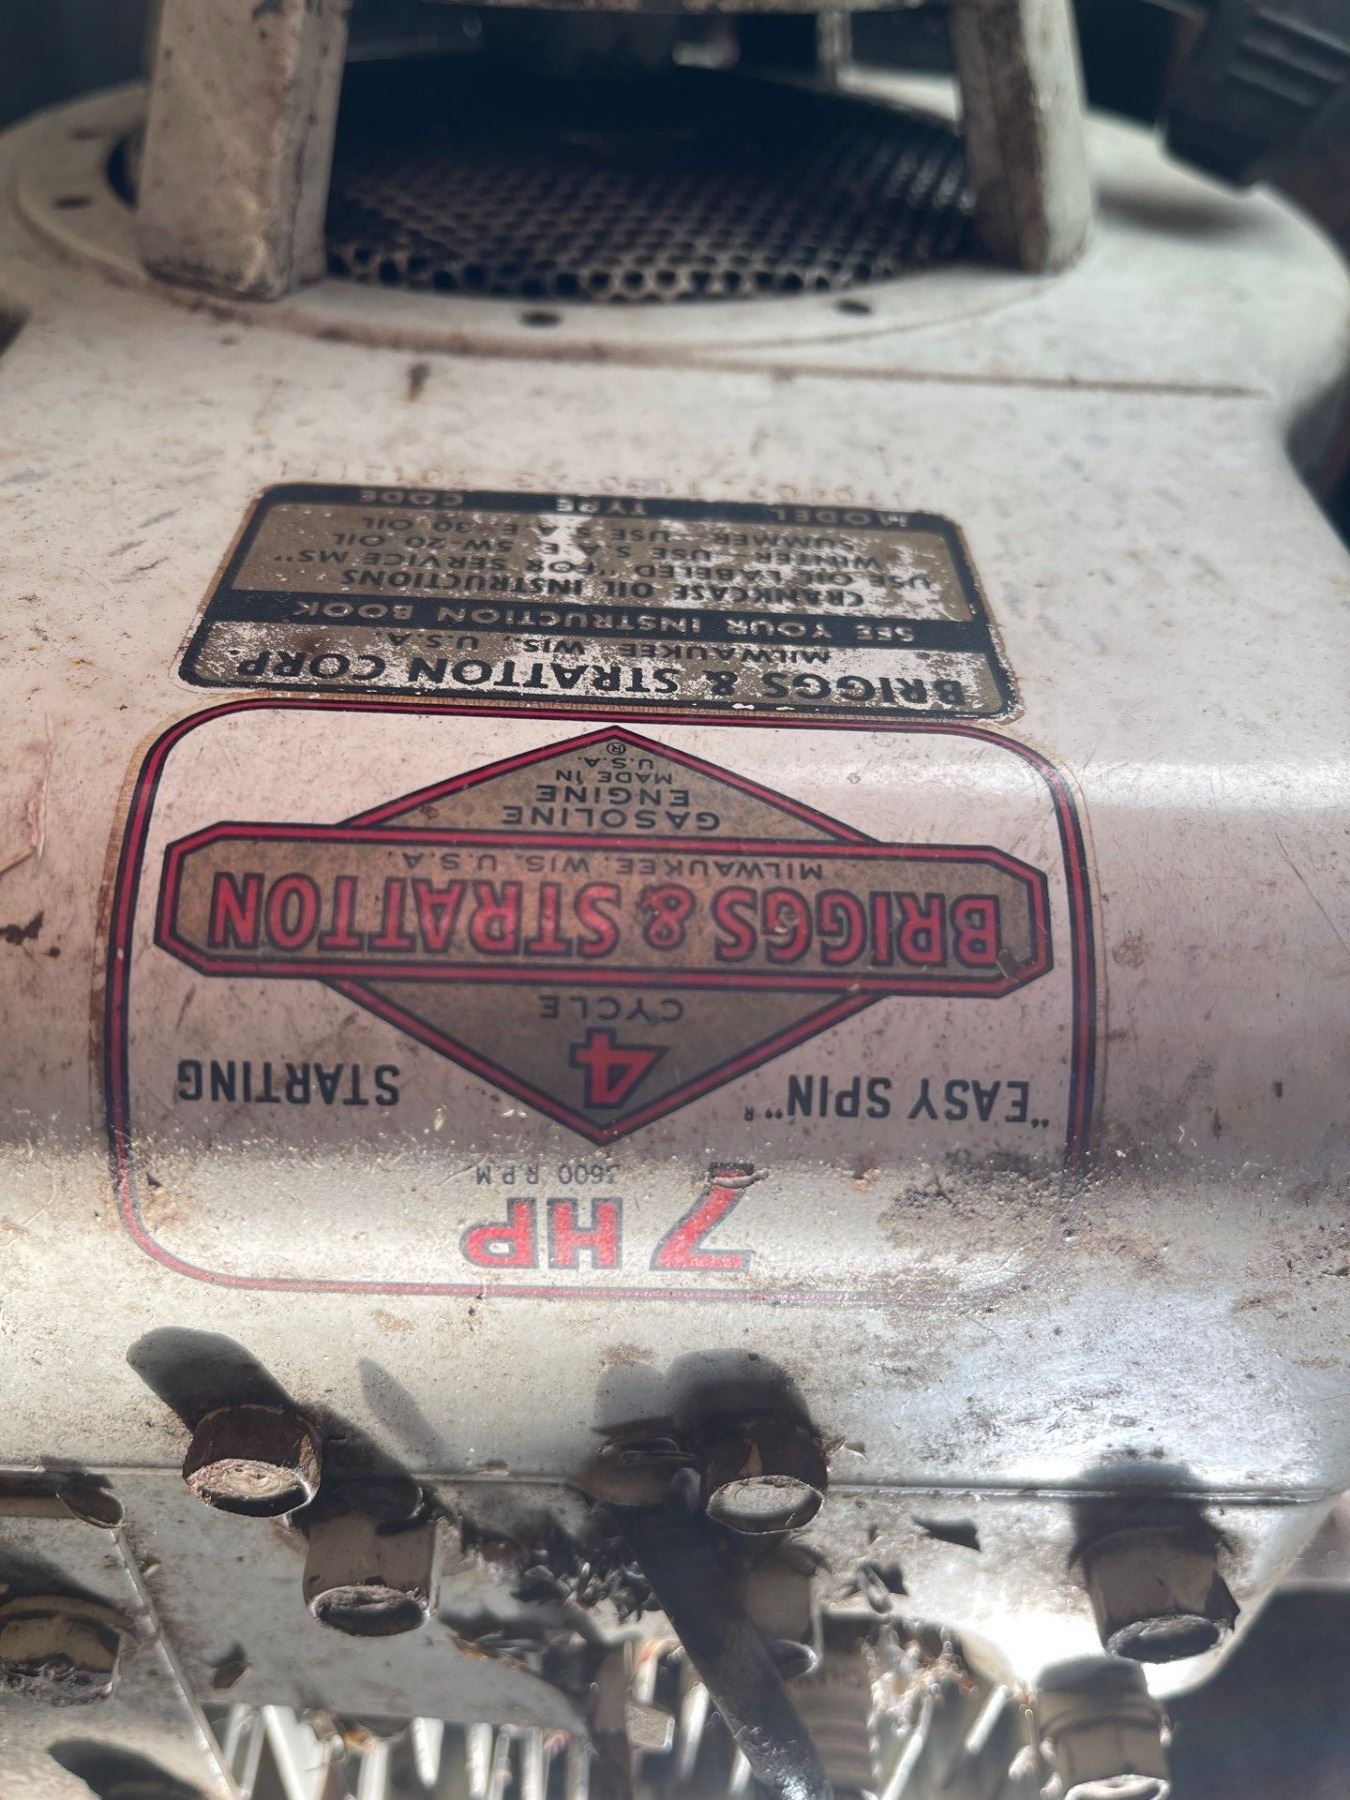 7 HP
3600 R.P.M.
"EASY SPIN"R STARTING
4
CYCLE
BRIGGS & STRATTON
MILWAUKEE. WIS. U.S.A.
GASOLINE
ENGINE
MADE IN
U.S.A.
®
BRIGGS & STRATTON CORP.
MILWAUKEE WIS., U.S.A.
SEE YOUR INSTRUCTION BOOK
CRANKCASE OIL INSTRUCTIONS
USE OIL LABELED "FOR SERVICE MS"
WINTER—USE S.A.E. 5W-20 OIL
SUMMER—USE S.A.E. 30 OIL
MODEL TYPE CODE